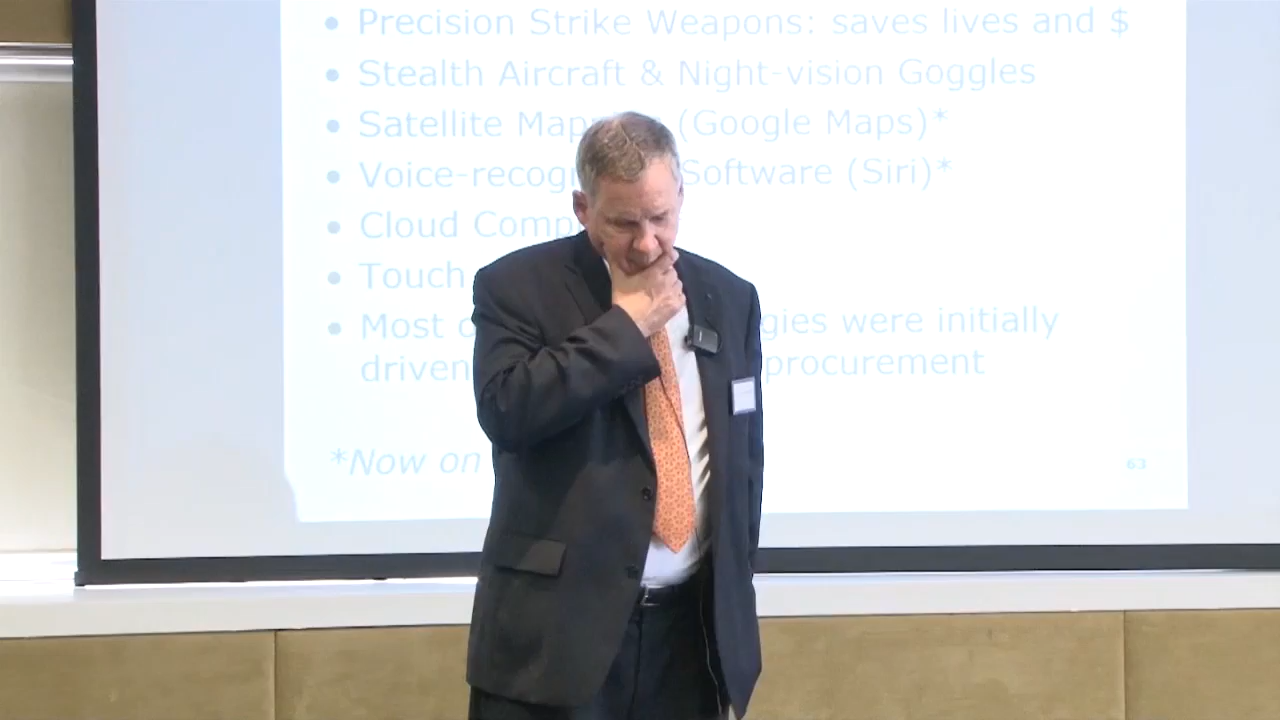 • Precision Strike Weapons: saves lives and $
• Stealth Aircraft & Night-vision Goggles
• Satellite Map (Google Maps)*
• Voice-recog Software (Siri)*
• Cloud Comp
• Touch
• Most were initially
driven procurement
*Now on
63